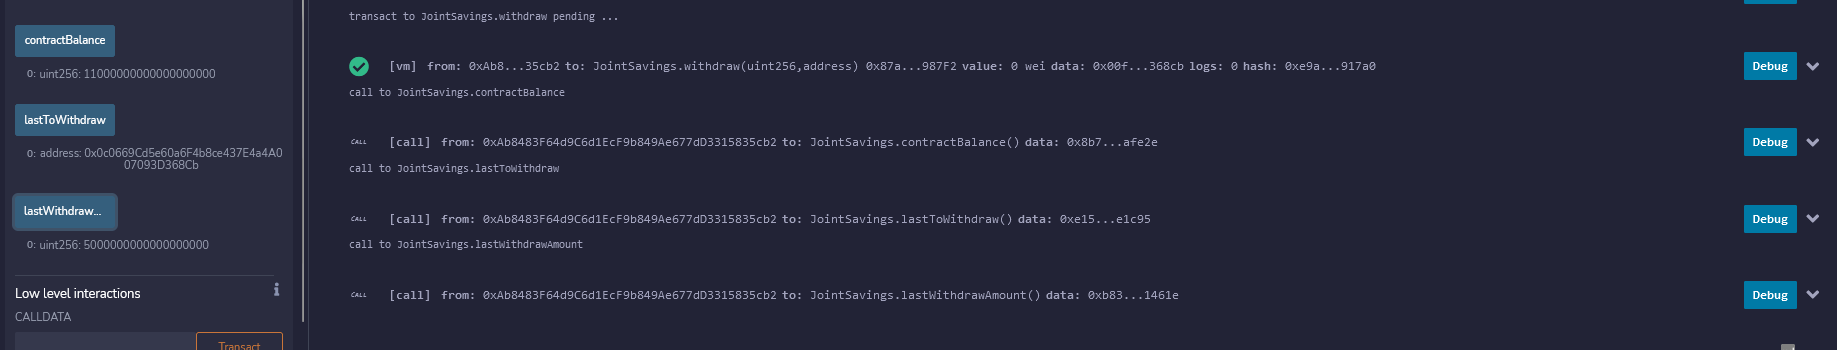 contractBalance
0: uint256: 11000000000000000000
lastToWithdraw
0: address: 0x0c0669Cd5e60a6F4b8ce437E4a4A0
07093D368Cb
lastWithdraw...
0: uint256: 5000000000000000000
Low level interactions
CALLDATA
Transact
transact to JointSavings.withdraw pending ...
[vm] from: 0xAb8...35cb2 to: JointSavings.withdraw(uint256,address) 0x87a...987F2 value: 0 wei data: 0x00f...368cb logs: 0 hash: 0xe9a...917a0
Debug
call to JointSavings.contractBalance
CALL [call] from: 0xAb8483F64d9C6d1EcF9b849Ae677dD3315835cb2 to: JointSavings.contractBalance() data: 0x8b7...afe2e
Debug
call to JointSavings.lastToWithdraw
CALL [call] from: 0xAb8483F64d9C6d1EcF9b849Ae677dD3315835cb2 to: JointSavings.lastToWithdraw() data: 0xe15...e1c95
Debug
call to JointSavings.lastWithdrawAmount
CALL [call] from: 0xAb8483F64d9C6d1EcF9b849Ae677dD3315835cb2 to: JointSavings.lastWithdrawAmount() data: 0xb83...1461e
Debug